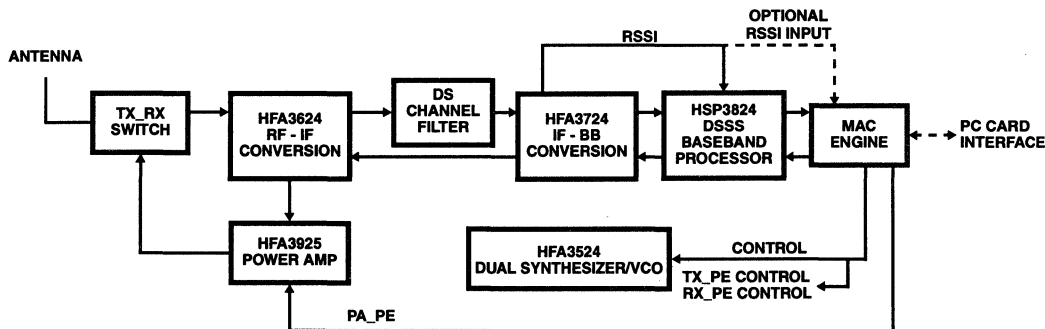 OPTIONAL
RSSI INPUT
RSSI
ANTENNA
TX_RX
SWITCH
HFA3624
RF - IF
CONVERSION
DS
CHANNEL
FILTER
HFA3724
IF - BB
CONVERSION
HSP3824
DSSS
BASEBAND
PROCESSOR
MAC
ENGINE
PC CARD
INTERFACE
HFA3925
POWER AMP
HFA3524
DUAL SYNTHESIZER/VCO
CONTROL
TX_PE CONTROL
RX_PE CONTROL
PA_PE